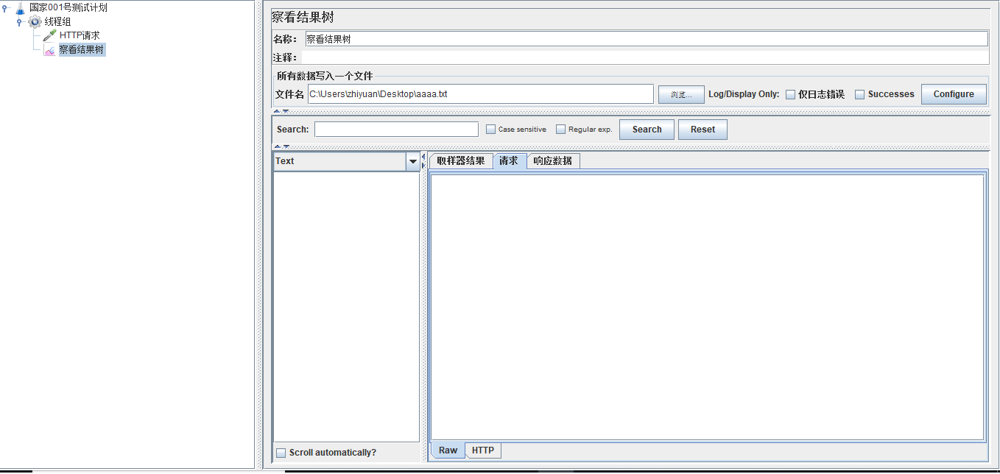 国家001号测试计划
线程组
HTTP请求
察看结果树
察看结果树
名称： 察看结果树
注释：
所有数据写入一个文件
文件名 C:\Users\zhiyuan\Desktop\aaaa.txt 浏览... Log/Display Only: 仅日志错误 Successes Configure
Search: Case sensitive Regular exp. Search Reset
Text 取样器结果 请求 响应数据
Scroll automatically? Raw HTTP